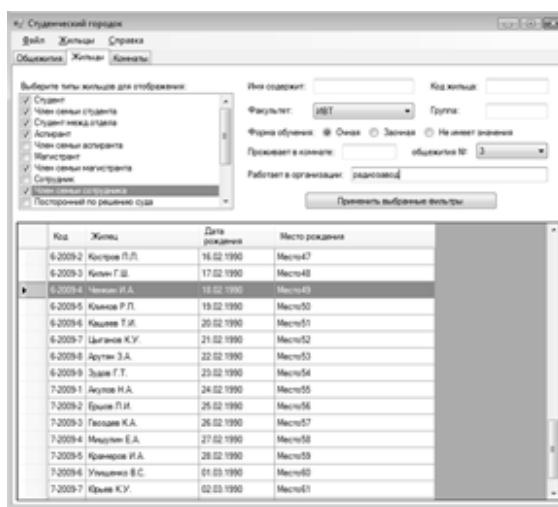 Студенческий городок
Файл Жильцы Справка
Общежития Жильцы Комнаты
Выберите типы жильцов для отображения:
Студент
Член семьи студента
Студент межд.отдела
Аспирант
Член семьи аспиранта
Магистрант
Член семьи магистранта
Сотрудник
Член семьи сотрудника
Посторонний по решению суда
Имя содержит: Код жильца:
Факультет: ИВТ Группа:
Форма обучения: Очная Заочная Не имеет значения
Проживает в комнате: общежития №: 3
Работает в организации: радиозавод
Применить выбранные фильтры
Код Жилец Дата рождения Место рождения
6-2009-2 Костров П.Л. 16.02.1990 Место47
6-2009-3 Килин Г.Ш. 17.02.1990 Место48
6-2009-4 И.А. 18.02.1990 Место49
6-2009-5 Климов Р.П. 19.02.1990 Место50
6-2009-6 Кащеев Т.И. 20.02.1990 Место51
6-2009-7 Цыганов К.У. 21.02.1990 Место52
6-2009-8 Арутян З.А. 22.02.1990 Место53
6-2009-9 Зудов Г.Т. 23.02.1990 Место54
7-2009-1 Акулов Н.А. 24.02.1990 Место55
7-2009-2 Ершов П.И. 25.02.1990 Место56
7-2009-3 Гвоздев К.А. 26.02.1990 Место57
7-2009-4 Мишулин Е.А. 27.02.1990 Место58
7-2009-5 Крамеров И.А. 28.02.1990 Место59
7-2009-6 В.С. 01.03.1990 Место60
7-2009-7 Юрьев К.У. 02.03.1990 Место61